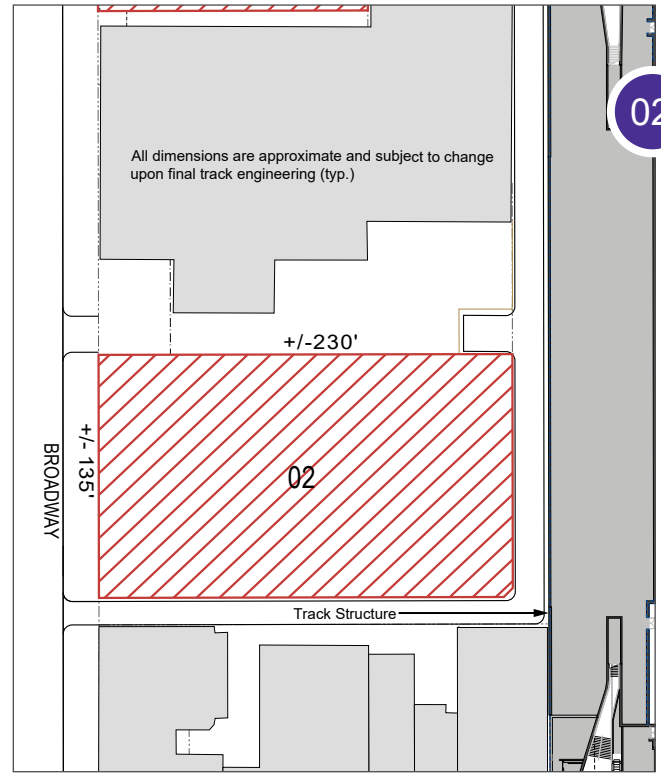 02
All dimensions are approximate and subject to change
upon final track engineering (typ.)
+/-230'
+/- 135'
BROADWAY
02
Track Structure